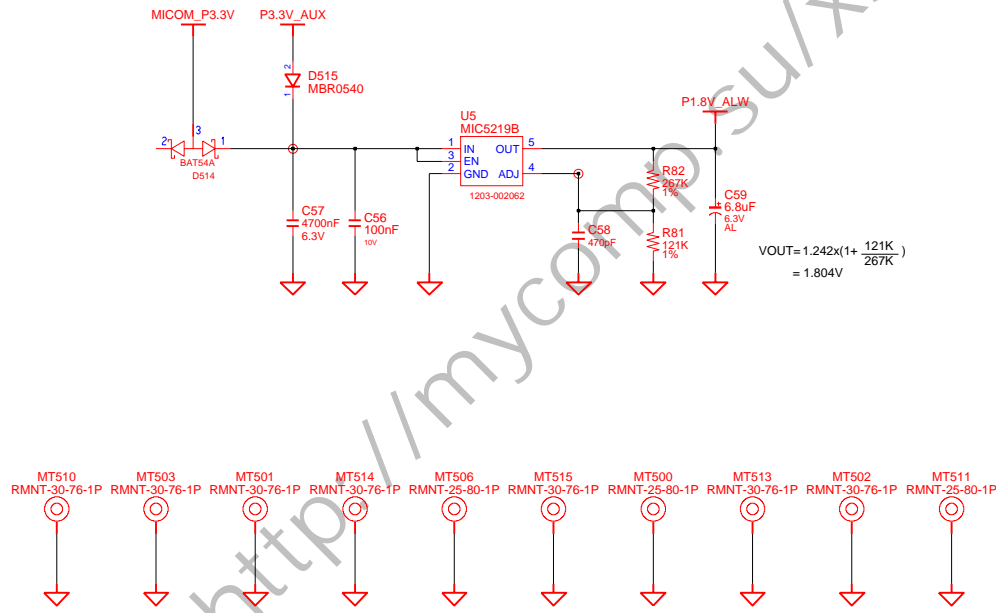 MICOM_P3.3V
P3.3V_AUX
2
D515
MBR0540
1
3
2
1
BAT54A
D514
U5
MIC5219B
1 IN OUT 5
3 EN
2 GND ADJ 4
1203-002062
P1.8V_ALW
R82
267K
1%
C59
+
6.8uF
6.3V
AL
C57
4700nF
6.3V
C56
100nF
10V
C58
470pF
R81
121K
1%
VOUT=1.242x(1+ 121K )
267K
= 1.804V
MT510 MT503 MT501 MT514 MT506 MT515 MT500 MT513 MT502 MT511
RMNT-30-76-1P RMNT-30-76-1P RMNT-30-76-1P RMNT-30-76-1P RMNT-25-80-1P RMNT-30-76-1P RMNT-25-80-1P RMNT-30-76-1P RMNT-30-76-1P RMNT-25-80-1P
http://mycomp.su/x